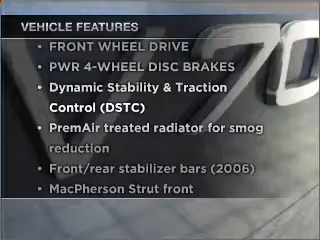 VEHICLE FEATURES
• FRONT WHEEL DRIVE
• PWR 4-WHEEL DISC BRAKES
• Dynamic Stability & Traction
Control (DSTC)
• PremAir treated radiator for smog
reduction
• Front/rear stabilizer bars (2006)
• MacPherson Strut front
V70